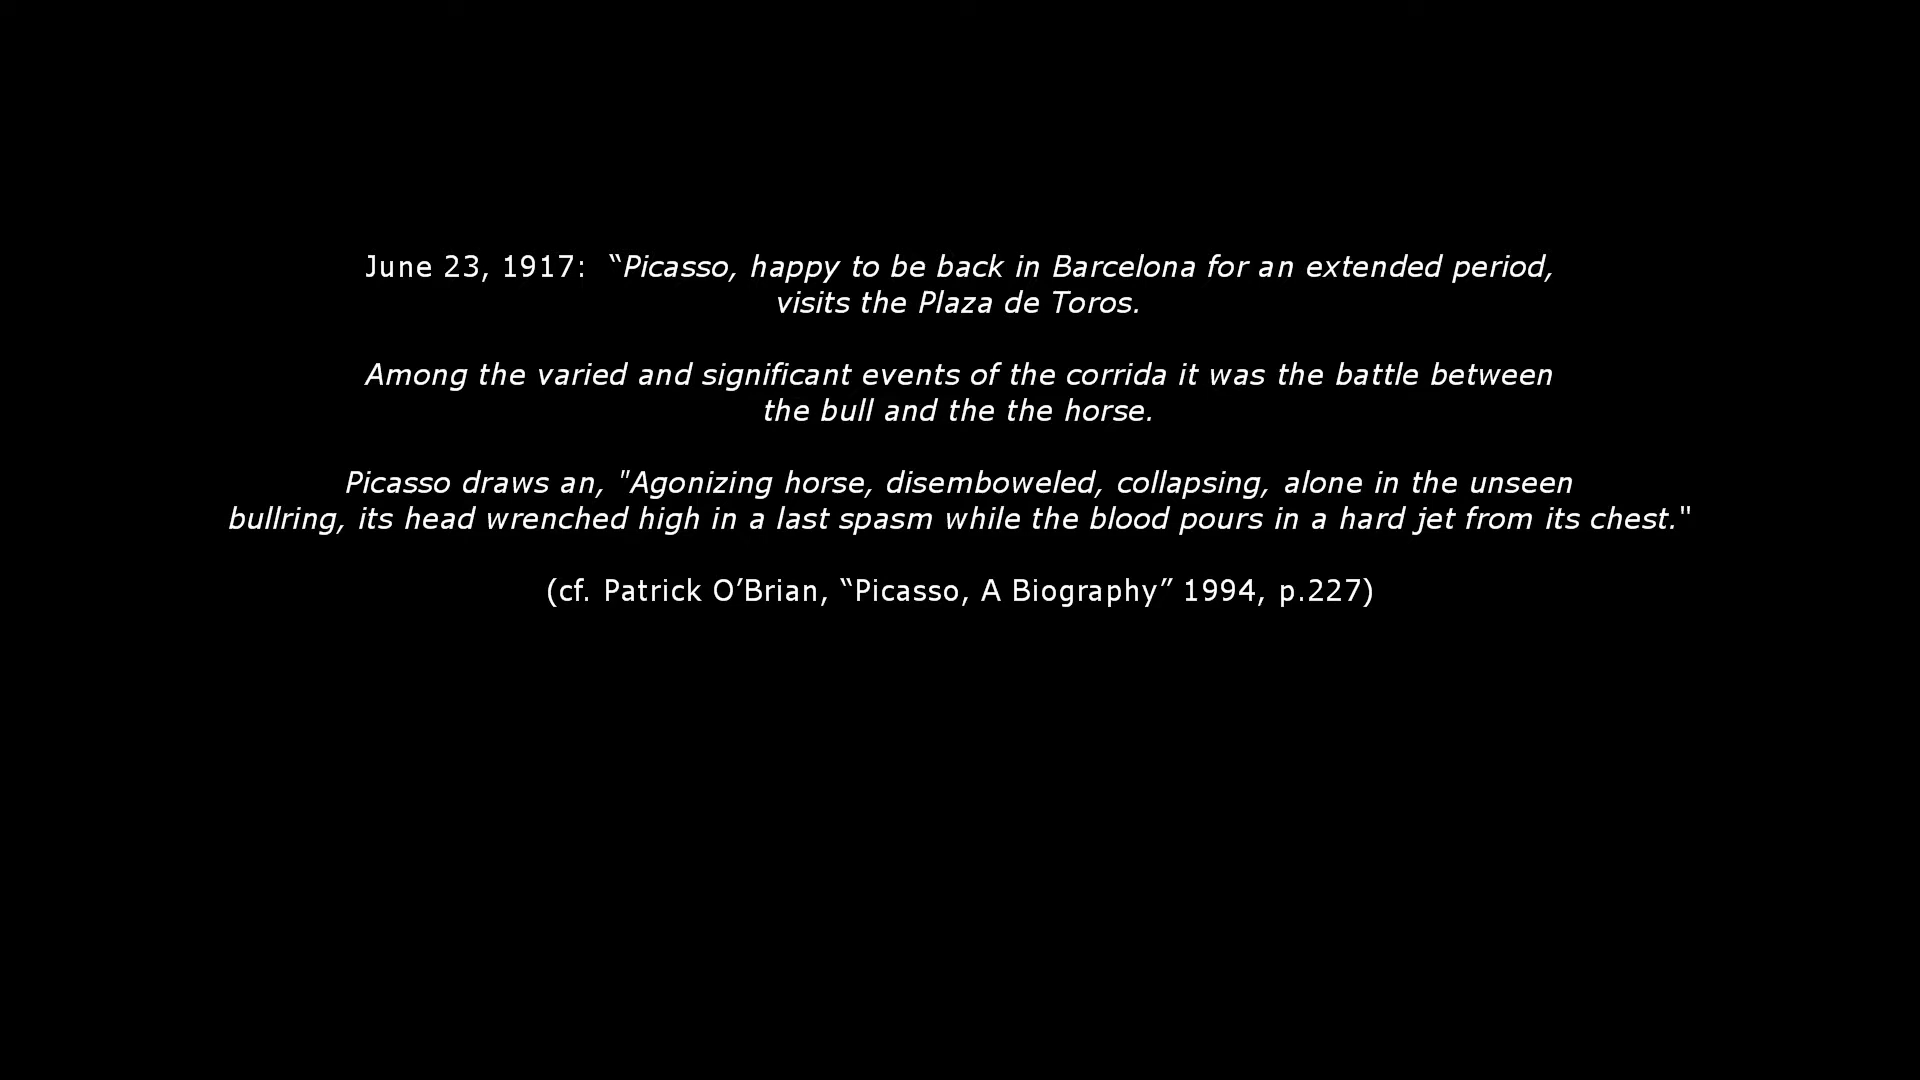 June 23, 1917:  “Picasso, happy to be back in Barcelona for an extended period,
visits the Plaza de Toros.
Among the varied and significant events of the corrida it was the battle between
the bull and the the horse.
Picasso draws an, "Agonizing horse, disemboweled, collapsing, alone in the unseen
bullring, its head wrenched high in a last spasm while the blood pours in a hard jet from its chest."
(cf. Patrick O’Brian, “Picasso, A Biography” 1994, p.227)